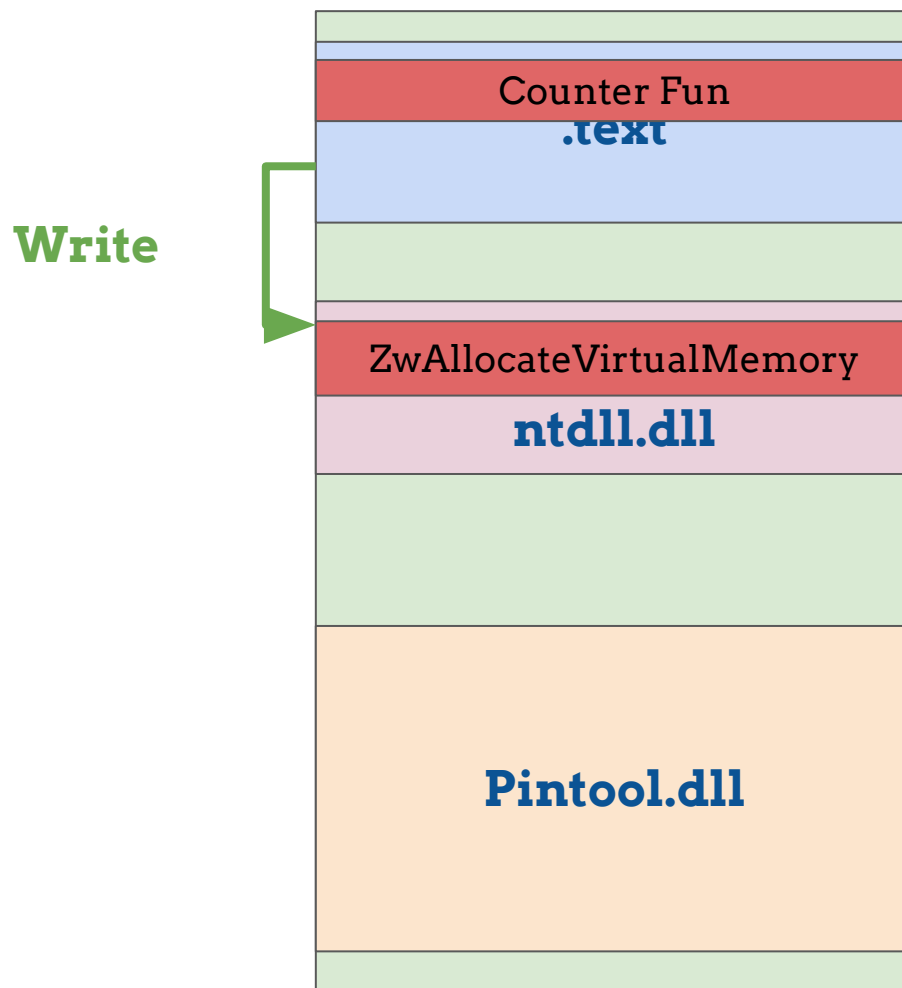 Counter Fun
.text
Write
ZwAllocateVirtualMemory
ntdll.dll
Pintool.dll